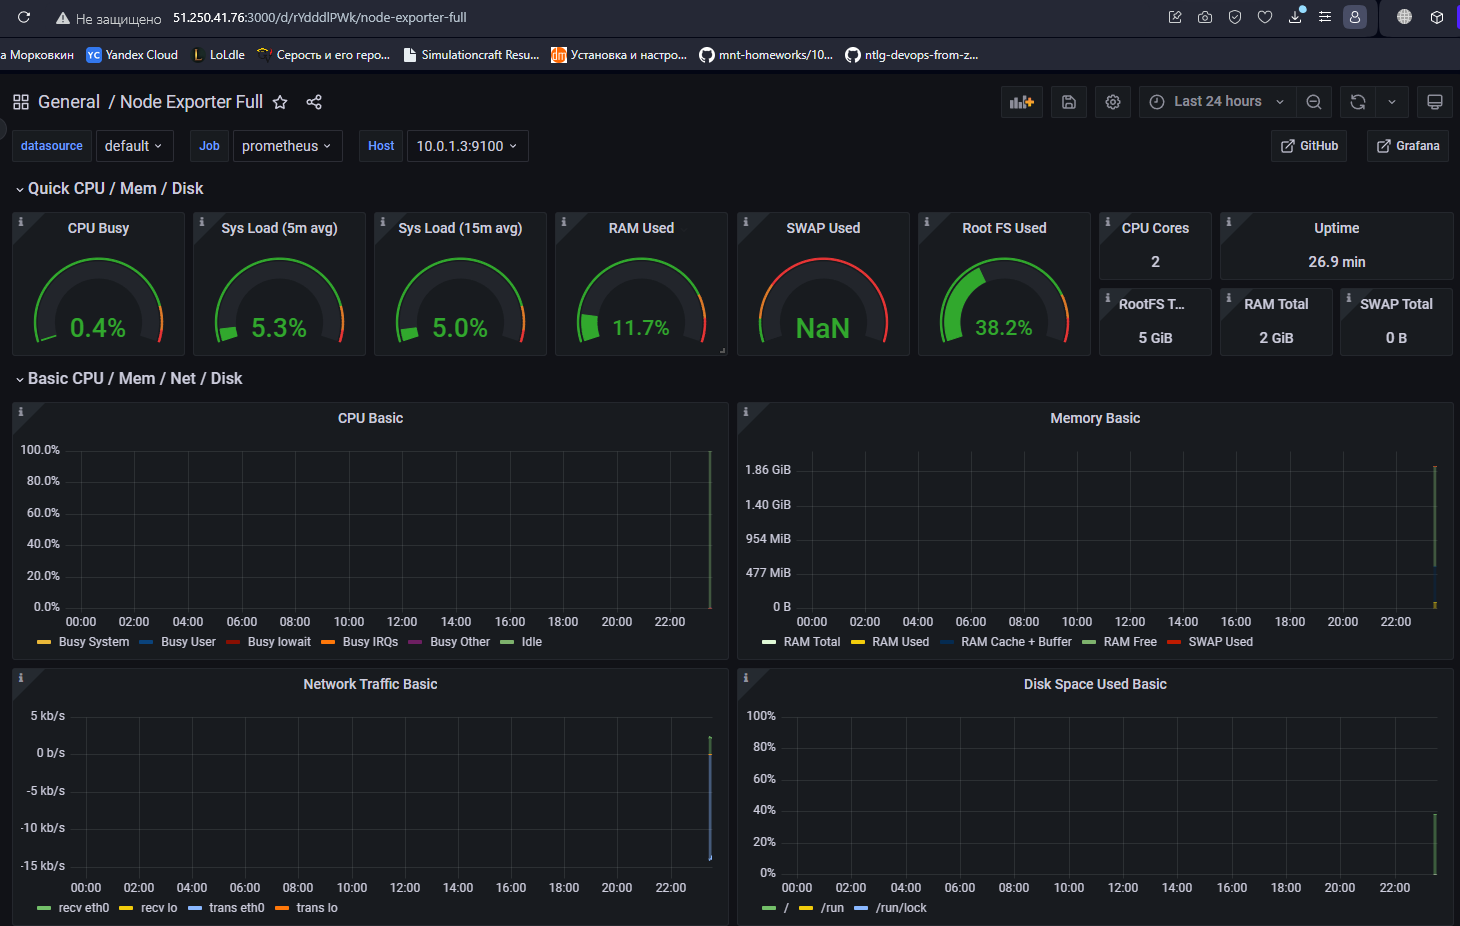 Не защищено 51.250.41.76:3000/d/rYdddlPWk/node-exporter-full
а Морковкин YC Yandex Cloud L LoLdle Серость и его геро... Simulationcraft Resu... dm Установка и настро... mnt-homeworks/10... ntlg-devops-from-z...
General / Node Exporter Full Last 24 hours
datasource default Job prometheus Host 10.0.1.3:9100 GitHub Grafana
Quick CPU / Mem / Disk
CPU Busy Sys Load (5m avg) Sys Load (15m avg) RAM Used SWAP Used Root FS Used CPU Cores Uptime
2 26.9 min
RootFS T... RAM Total SWAP Total
0.4% 5.3% 5.0% 11.7% NaN 38.2% 5 GiB 2 GiB 0 B
Basic CPU / Mem / Net / Disk
CPU Basic
100.0%
80.0%
60.0%
40.0%
20.0%
0.0%
00:00 02:00 04:00 06:00 08:00 10:00 12:00 14:00 16:00 18:00 20:00 22:00
Busy System Busy User Busy Iowait Busy IRQs Busy Other Idle
Memory Basic
1.86 GiB
1.40 GiB
954 MiB
477 MiB
0 B
00:00 02:00 04:00 06:00 08:00 10:00 12:00 14:00 16:00 18:00 20:00 22:00
RAM Total RAM Used RAM Cache + Buffer RAM Free SWAP Used
Network Traffic Basic
5 kb/s
0 b/s
-5 kb/s
-10 kb/s
-15 kb/s
00:00 02:00 04:00 06:00 08:00 10:00 12:00 14:00 16:00 18:00 20:00 22:00
recv eth0 recv lo trans eth0 trans lo
Disk Space Used Basic
100%
80%
60%
40%
20%
0%
00:00 02:00 04:00 06:00 08:00 10:00 12:00 14:00 16:00 18:00 20:00 22:00
/ /run /run/lock